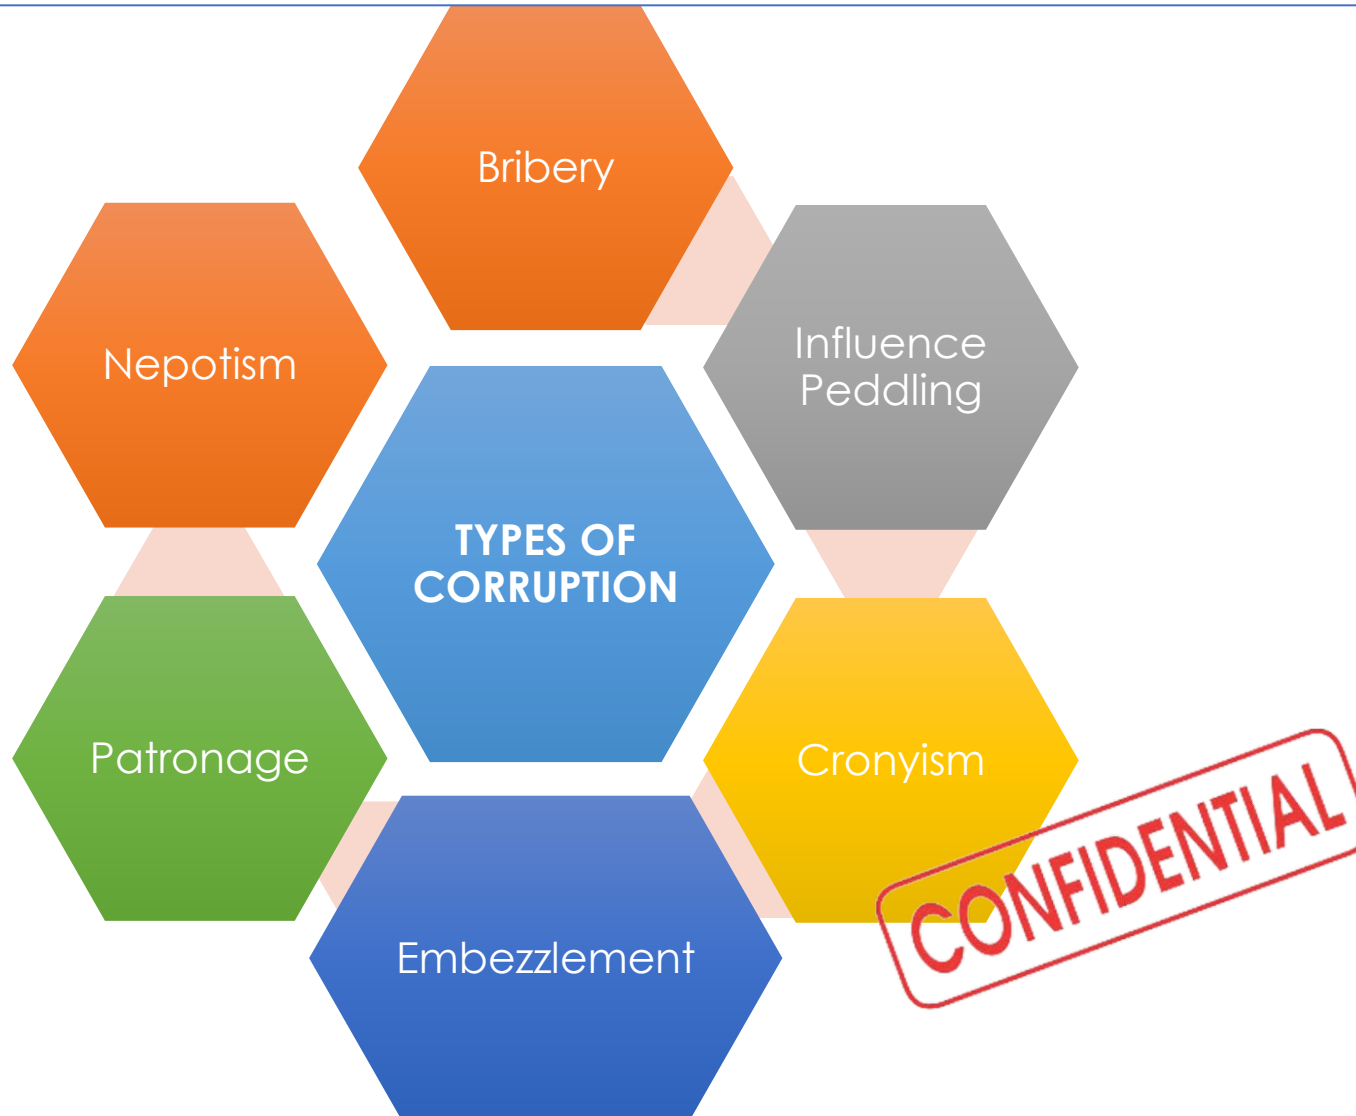 Bribery
Nepotism
Influence
Peddling
TYPES OF
CORRUPTION
Patronage
Cronyism
CONFIDENTIAL
Embezzlement